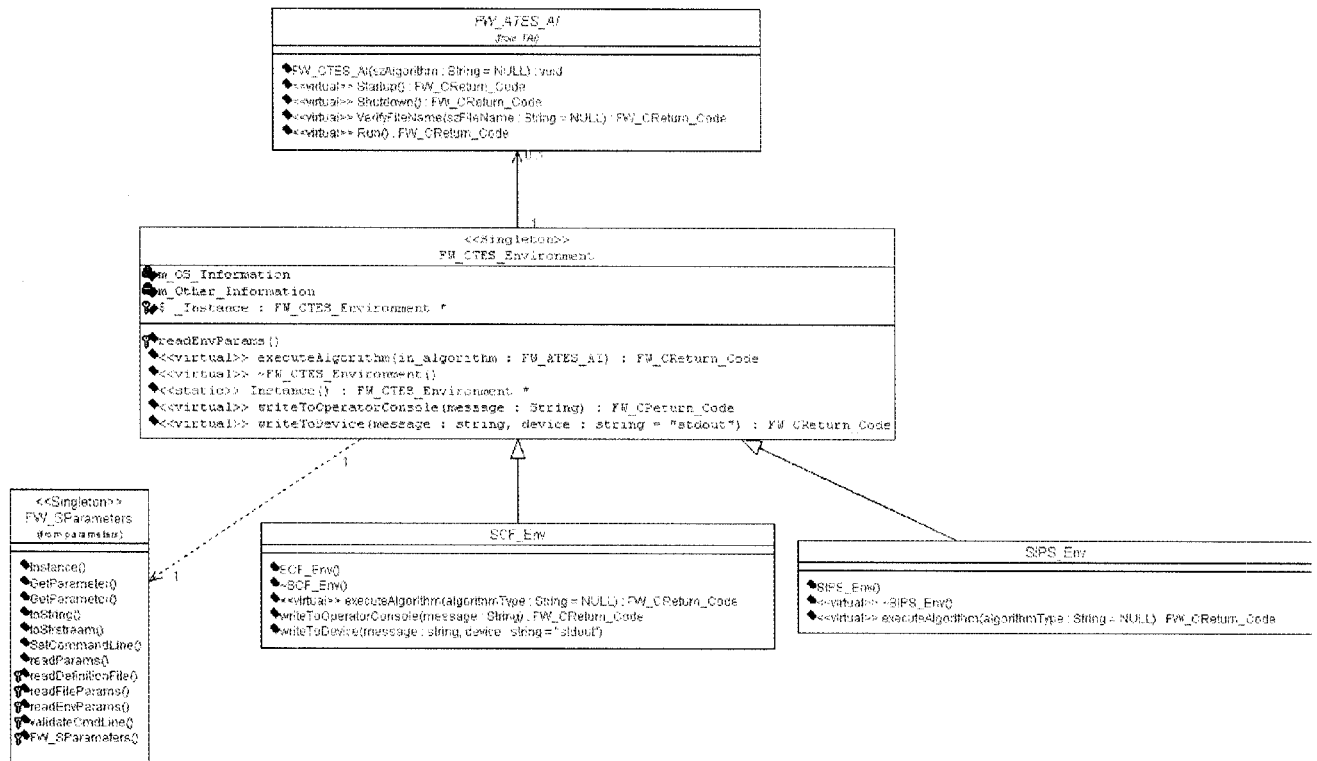 FW_ATES_AI
FW_CTES_AI(szAlgorithm : String = NULL) : void
<<virtual>> Startup() : FW_CReturn_Code
<<virtual>> Shutdown() : FW_CReturn_Code
<<virtual>> VerifyFileName(szFileName : String = NULL) : FW_CReturn_Code
<<virtual>> Run() : FW_CReturn_Code
1
<<Singleton>>
FW_CTES_Environment
m_OS_Information
m_Other_Information
$ _Instance : FW_CTES_Environment *
readEnvParams()
<<virtual>> executeAlgorithm(in_algorithm : FW_ATES_AI) : FW_CReturn_Code
<<virtual>> ~FW_CTES_Environment()
<<static>> Instance() : FW_CTES_Environment *
<<virtual>> writeToOperatorConsole(message : String) : FW_CReturn_Code
<<virtual>> writeToDevice(message : string, device : string = "stdout") : FW_CReturn_Code
1
1
<<Singleton>>
FW_SParameters
(from parameters)
Instance()
GetParameter()
GetParameter()
toString()
toStrstream()
SetCommandLine()
readParams()
readDefinitionFile()
readFileParams()
readEnvParams()
validateCmdLine()
FW_SParameters()
SCF_Env
SCF_Env()
~SCF_Env()
<<virtual>> executeAlgorithm(algorithmType : String = NULL) : FW_CReturn_Code
writeToOperatorConsole(message : String) : FW_CReturn_Code
writeToDevice(message : string, device : string = "stdout")
SIPS_Env
SIPS_Env()
<<virtual>> ~SIPS_Env()
<<virtual>> executeAlgorithm(algorithmType : String = NULL) : FW_CReturn_Code